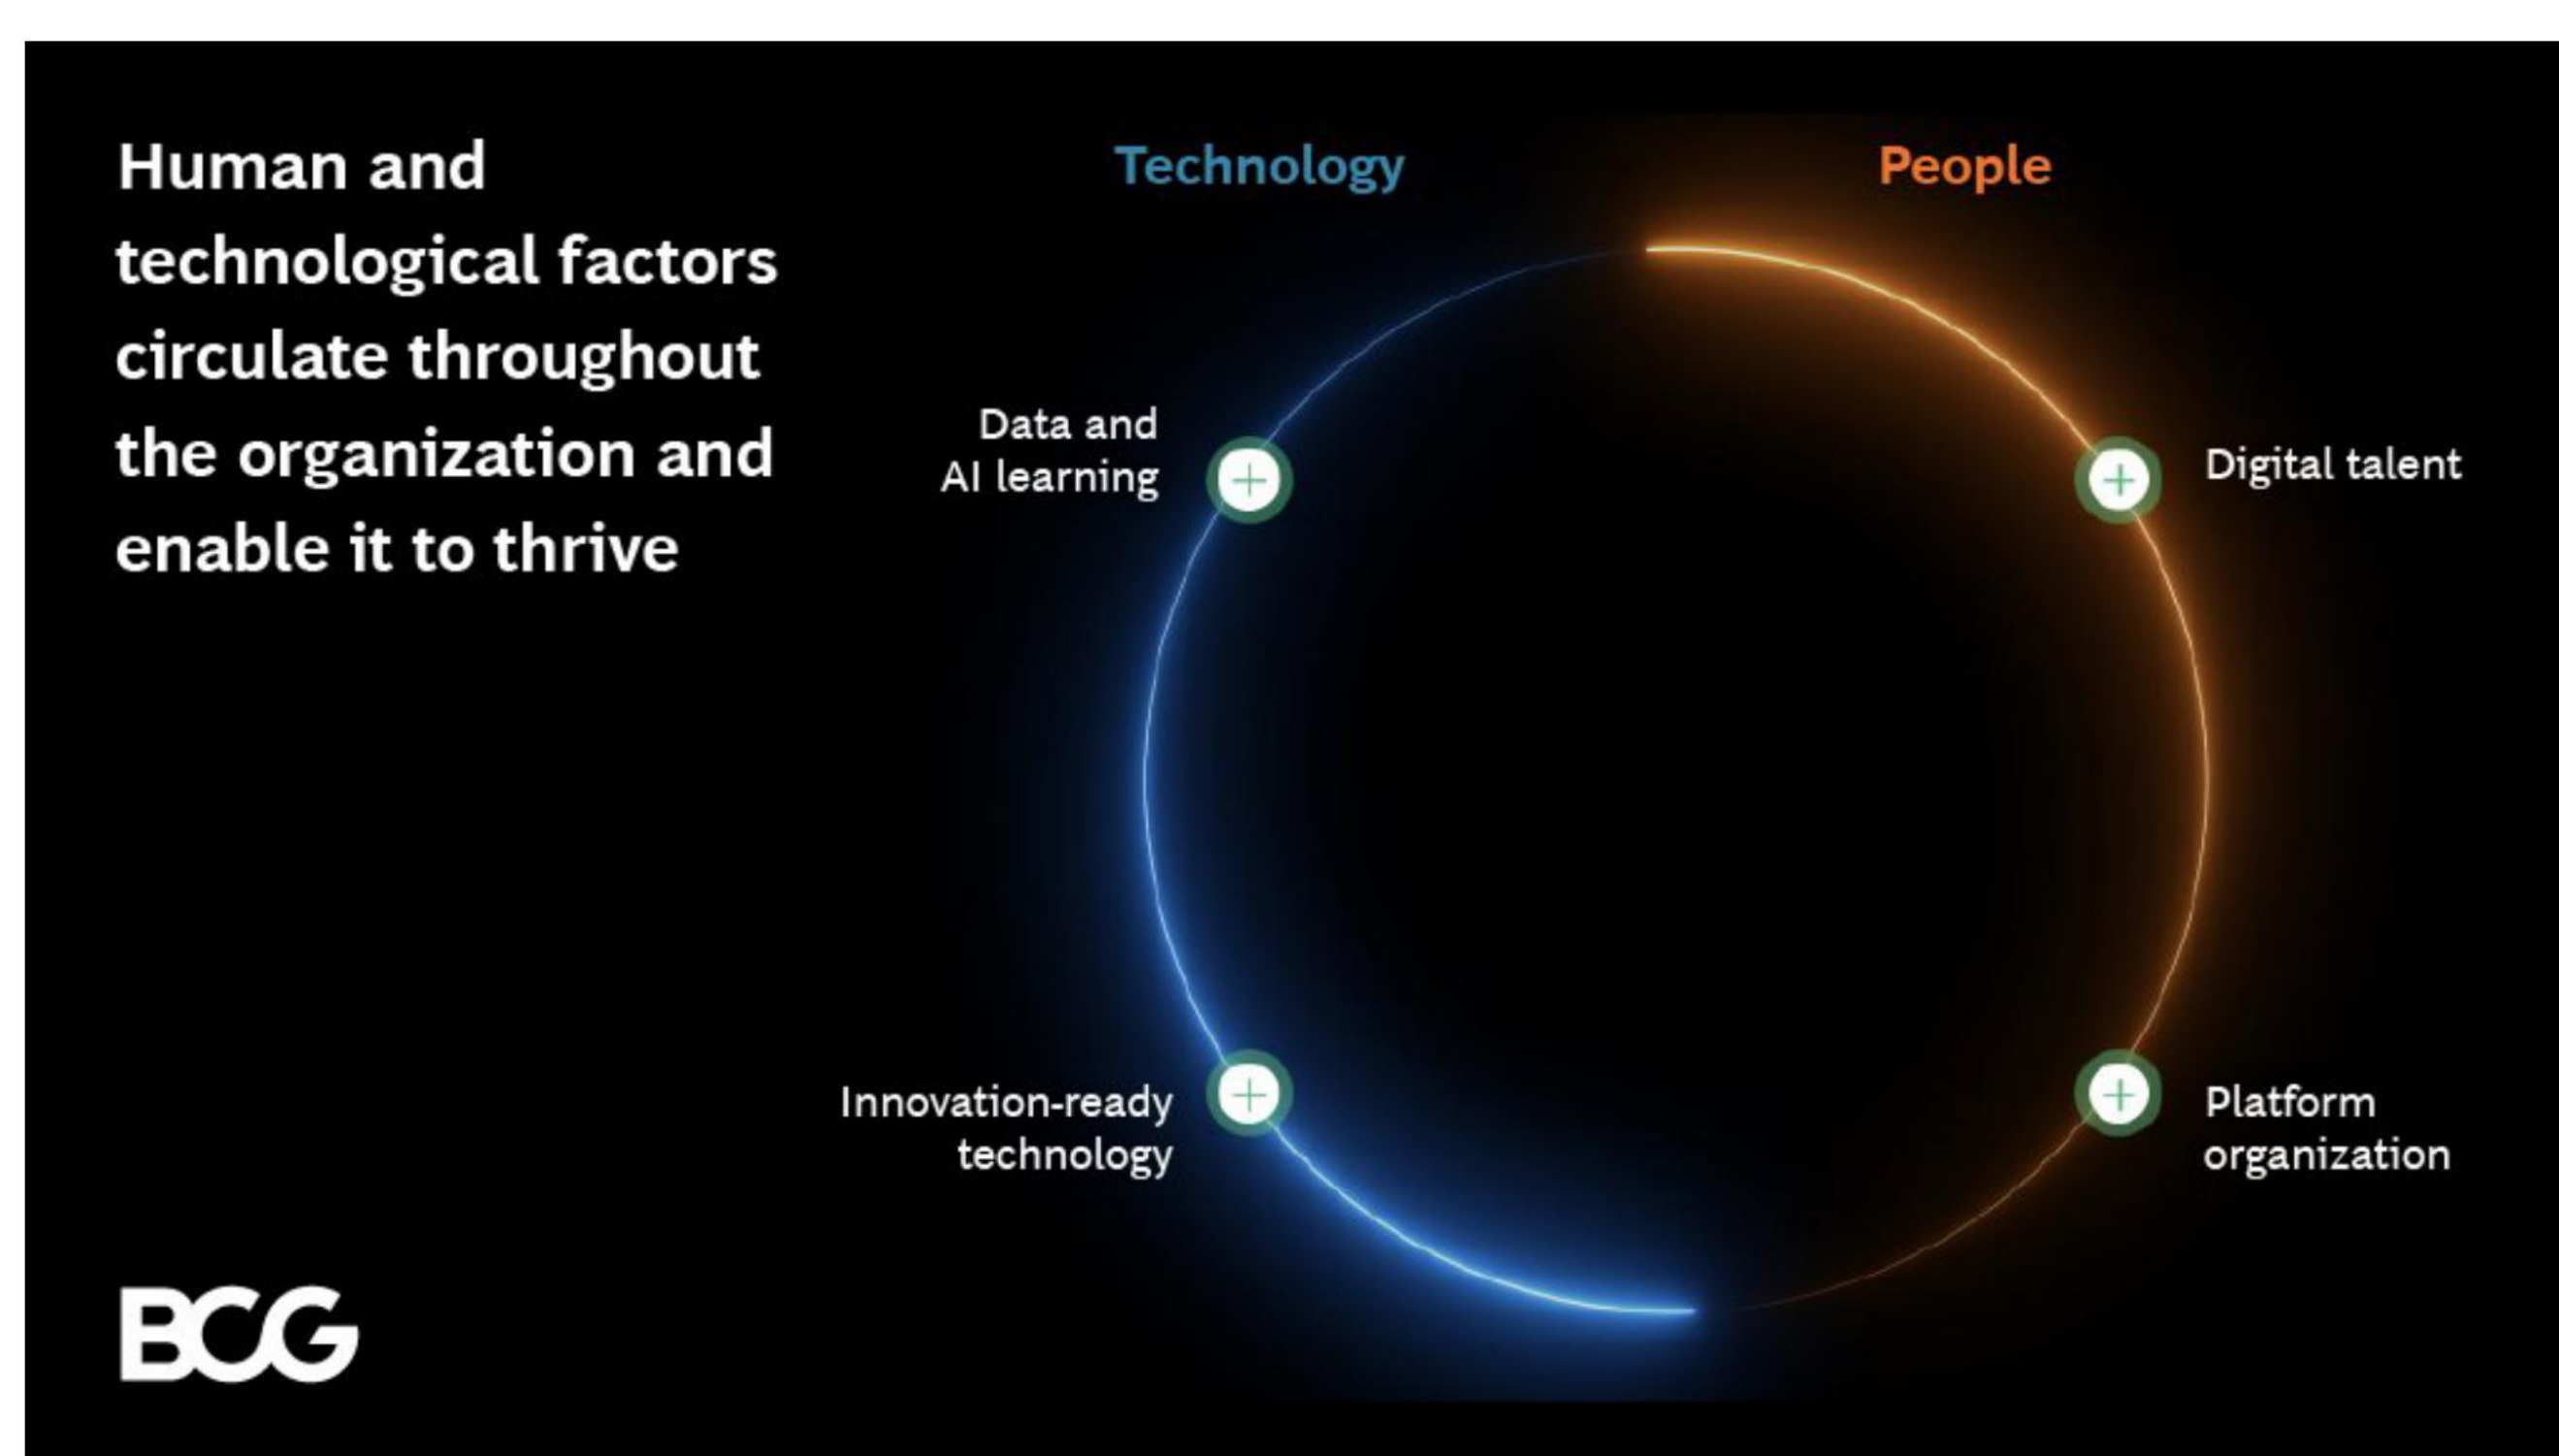 Human and
technological factors
circulate throughout
the organization and
enable it to thrive
Technology
People
Data and
AI learning
Digital talent
Innovation-ready
technology
Platform
organization
BCG